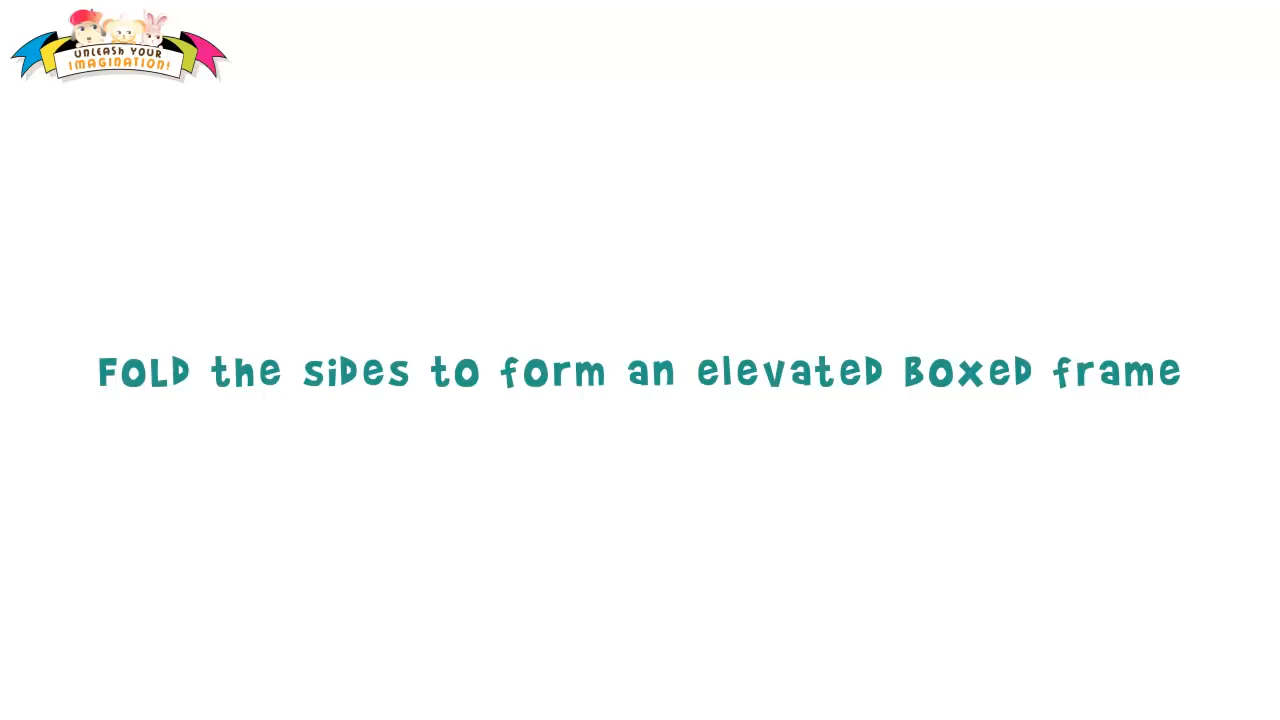 UNLEASH YOUR
IMAGINATION!
FOLD the sides to form an elevated Boxed frame